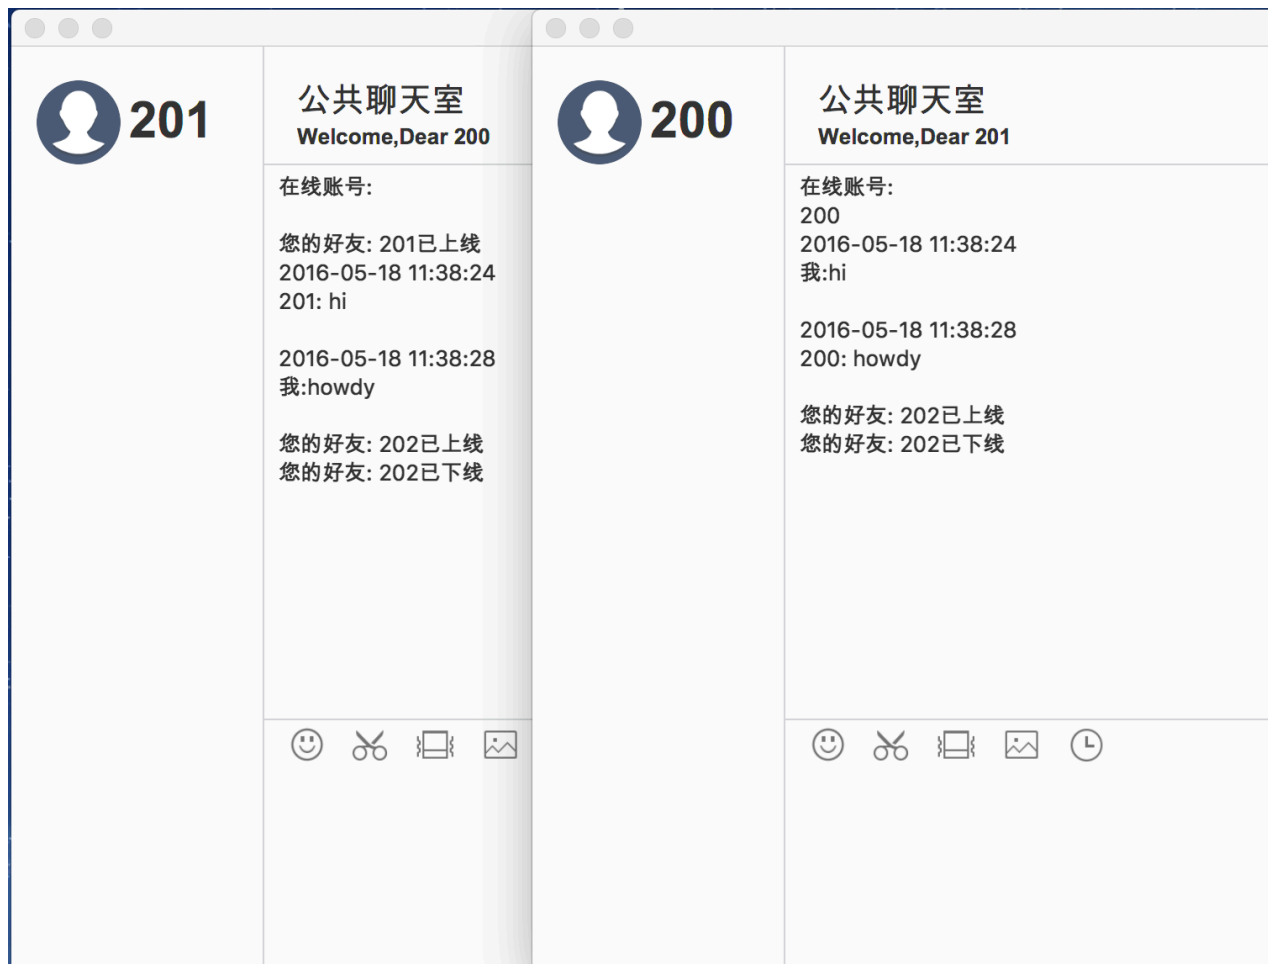 201
公共聊天室
Welcome,Dear 200
在线账号:
您的好友: 201已上线
2016-05-18 11:38:24
201: hi
2016-05-18 11:38:28
我:howdy
您的好友: 202已上线
您的好友: 202已下线
200
公共聊天室
Welcome,Dear 201
在线账号:
200
2016-05-18 11:38:24
我:hi
2016-05-18 11:38:28
200: howdy
您的好友: 202已上线
您的好友: 202已下线